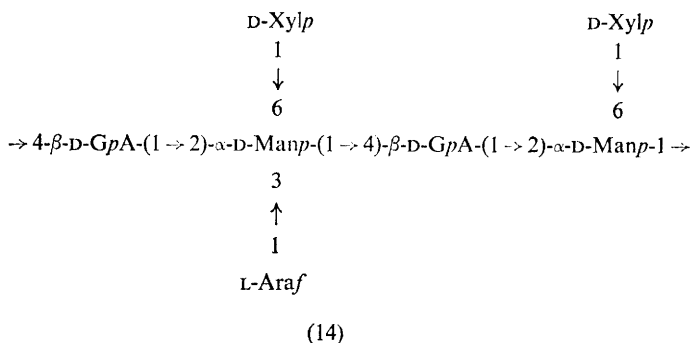 D-Xylp D-Xylp
1 1
↓ ↓
6 6
→ 4-β-D-GpA-(1 → 2)-α-D-Manp-(1 → 4)-β-D-GpA-(1 → 2)-α-D-Manp-1 →
3
↑
1
L-Araf
(14)